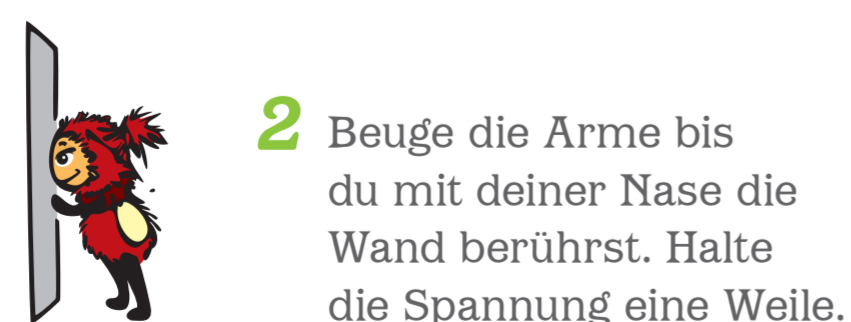 2 Beuge die Arme bis
du mit deiner Nase die
Wand berührst. Halte
die Spannung eine Weile.